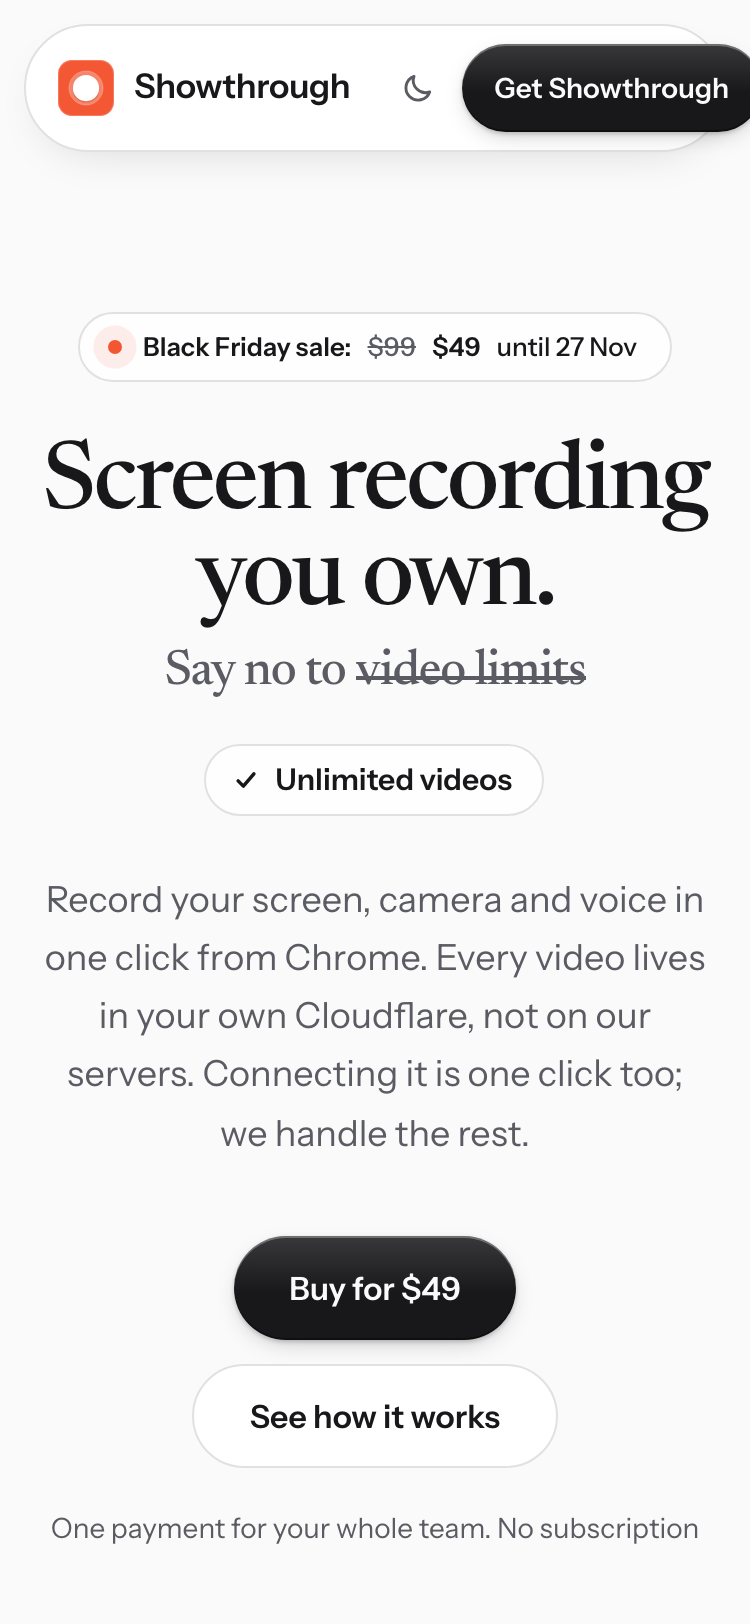 Showthrough
Get Showthrough
Black Friday sale: $99 $49 until 27 Nov
Screen recording
you own.
Say no to video limits
Unlimited videos
Record your screen, camera and voice in
one click from Chrome. Every video lives
in your own Cloudflare, not on our
servers. Connecting it is one click too;
we handle the rest.
Buy for $49
See how it works
One payment for your whole team. No subscription